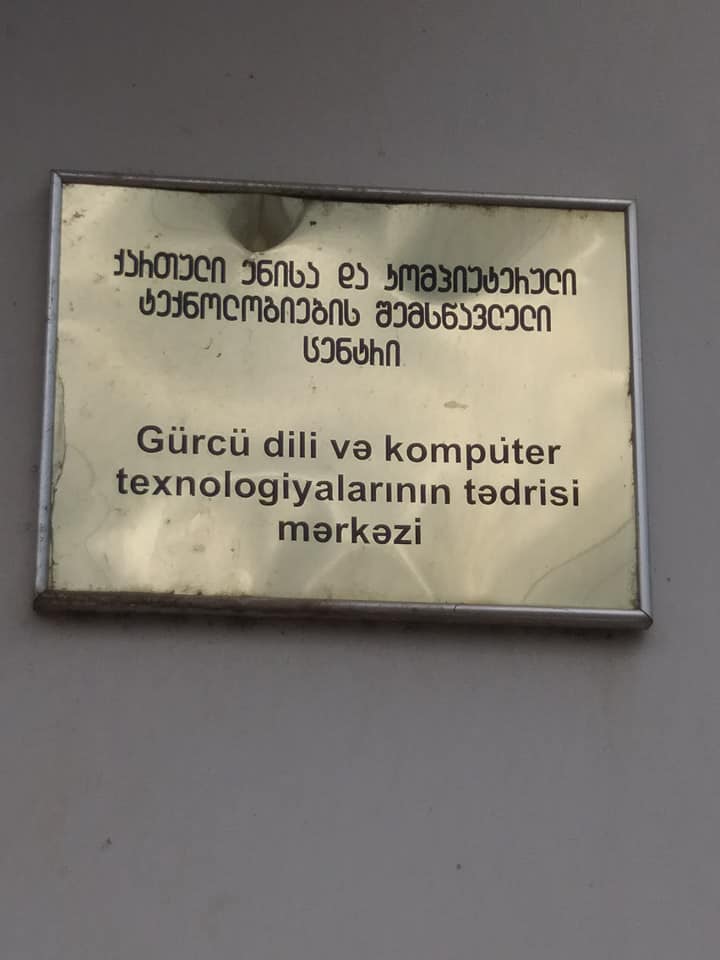 ქართული ენისა და კომპიუტერული
ტექნოლოგიების შემსწავლელი
ცენტრი
Gürcü dili və kompüter
texnologiyalarının tədrisi
mərkəzi